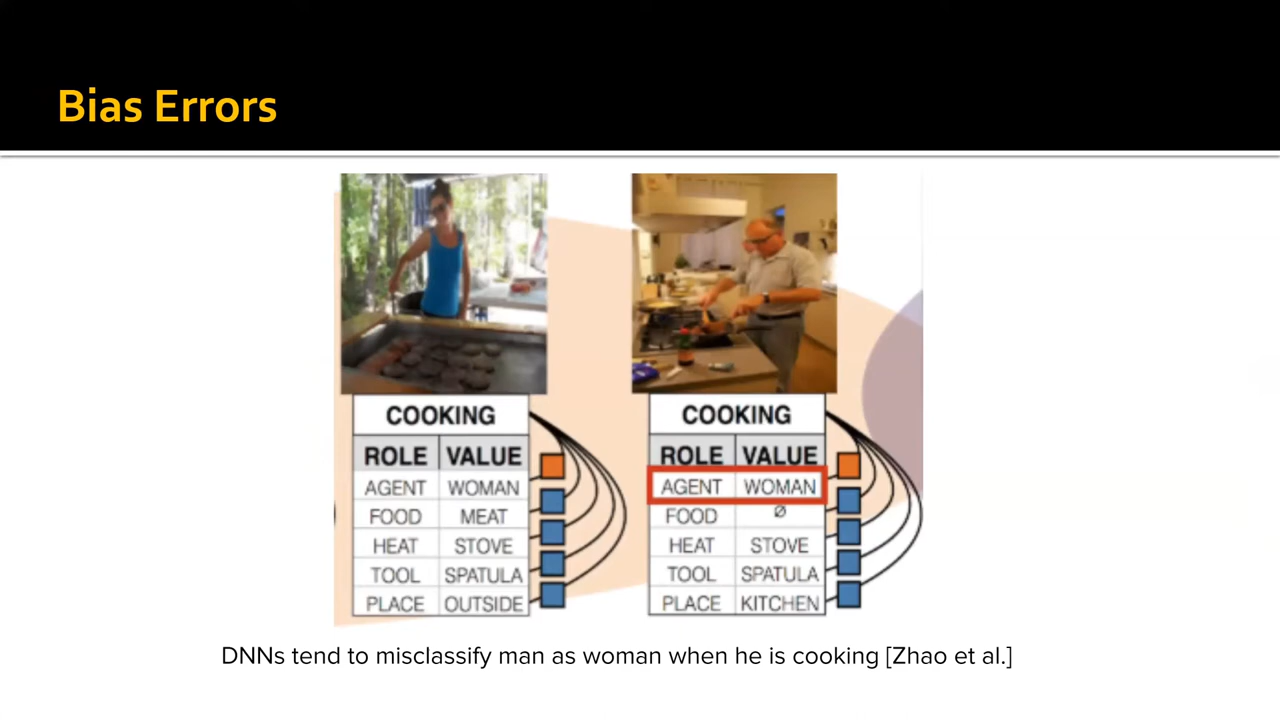 Bias Errors
COOKING
ROLE VALUE
AGENT WOMAN
FOOD MEAT
HEAT STOVE
TOOL SPATULA
PLACE OUTSIDE
COOKING
ROLE VALUE
AGENT WOMAN
FOOD ∅
HEAT STOVE
TOOL SPATULA
PLACE KITCHEN
DNNs tend to misclassify man as woman when he is cooking [Zhao et al.]